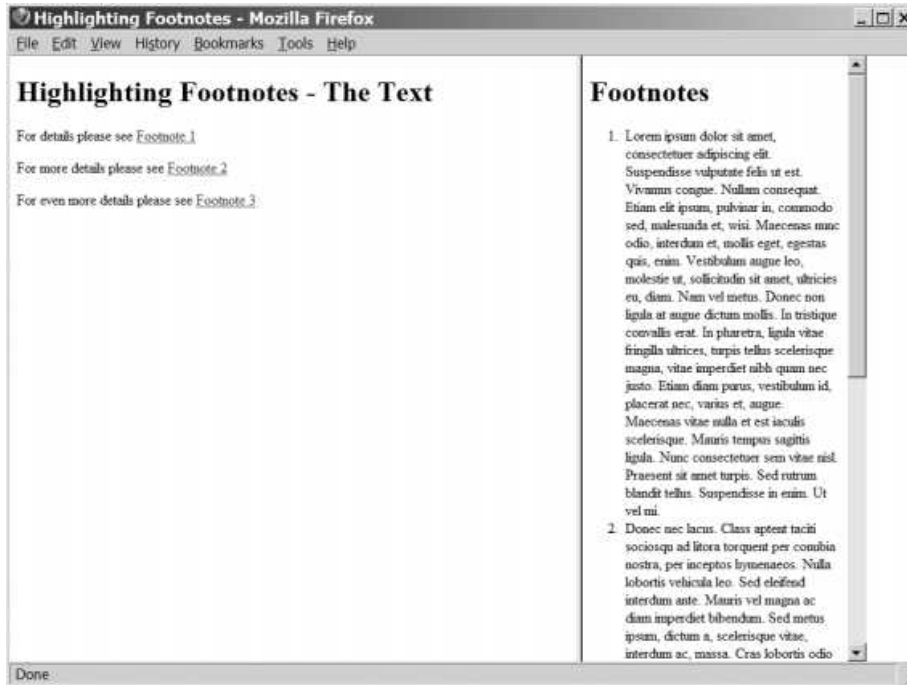 Highlighting Footnotes - Mozilla Firefox
File Edit View History Bookmarks Tools Help
Highlighting Footnotes - The Text
For details please see Footnote 1
For more details please see Footnote 2
For even more details please see Footnote 3
Footnotes
1. Lorem ipsum dolor sit amet,
consectetuer adipiscing elit.
Suspendisse vulputate felis ut est.
Vivamus congue. Nullam consequat.
Etiam elit ipsum, pulvinar in, commodo
sed, malesuada et, wisi. Maecenas nunc
odio, interdum et, mollis eget, egestas
quis, enim. Vestibulum augue leo,
molestie ut, sollicitudin sit amet, ultricies
eu, diam. Nam vel metus. Donec non
ligula at augue dictum mollis. In tristique
convallis erat. In pharetra, ligula vitae
fringilla ultrices, turpis tellus scelerisque
magna, vitae imperdiet nibh quam nec
justo. Etiam diam purus, vestibulum id,
placerat nec, varius et, augue.
Maecenas vitae nulla et est iaculis
scelerisque. Mauris tempus sagittis
ligula. Nunc consectetuer sem vitae nisl.
Praesent sit amet turpis. Sed rutrum
blandit tellus. Suspendisse in enim. Ut
vel mi.
2. Donec nec lacus. Class aptent taciti
sociosqu ad litora torquent per conubia
nostra, per inceptos hymenaeos. Nulla
lobortis vehicula leo. Sed eleifend
interdum ante. Mauris vel magna ac
diam imperdiet bibendum. Sed metus
ipsum, dictum a, scelerisque vitae,
interdum ac, massa. Cras lobortis odio
Done